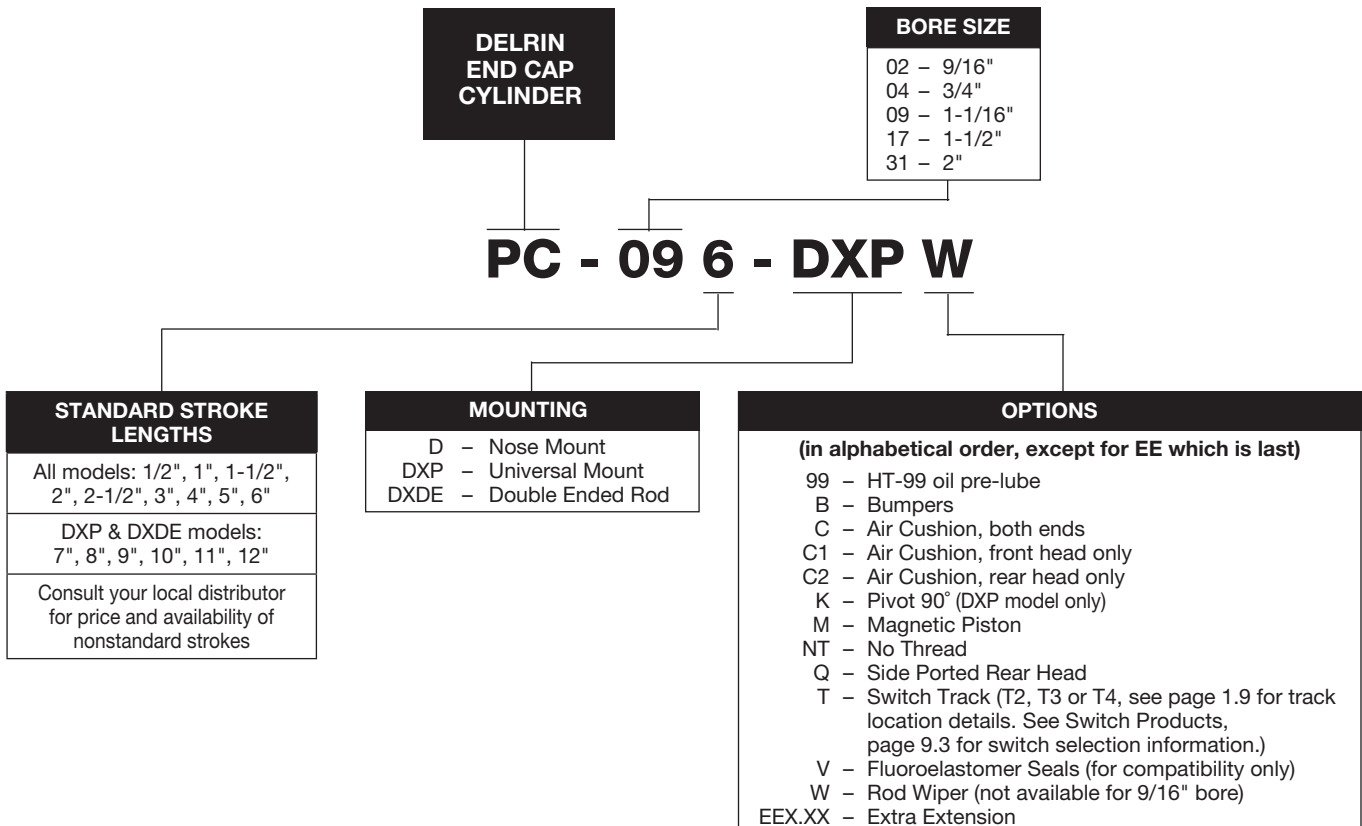 DELRIN
END CAP
CYLINDER
BORE SIZE
02 – 9/16"
04 – 3/4"
09 – 1-1/16"
17 – 1-1/2"
31 – 2"
PC - 09 6 - DXP W
STANDARD STROKE
LENGTHS
All models: 1/2", 1", 1-1/2",
2", 2-1/2", 3", 4", 5", 6"
DXP & DXDE models:
7", 8", 9", 10", 11", 12"
Consult your local distributor
for price and availability of
nonstandard strokes
MOUNTING
D – Nose Mount
DXP – Universal Mount
DXDE – Double Ended Rod
OPTIONS
(in alphabetical order, except for EE which is last)
99 – HT-99 oil pre-lube
B – Bumpers
C – Air Cushion, both ends
C1 – Air Cushion, front head only
C2 – Air Cushion, rear head only
K – Pivot 90° (DXP model only)
M – Magnetic Piston
NT – No Thread
Q – Side Ported Rear Head
T – Switch Track (T2, T3 or T4, see page 1.9 for track
location details. See Switch Products,
page 9.3 for switch selection information.)
V – Fluoroelastomer Seals (for compatibility only)
W – Rod Wiper (not available for 9/16" bore)
EEX.XX – Extra Extension